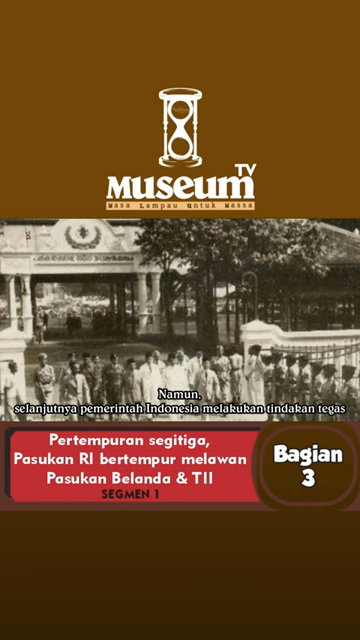 MUSEUM TV
Masa Lampau Untuk Massa
Namun,
selanjutnya pemerintah Indonesia melakukan tindakan tegas
Pertempuran segitiga,
Pasukan RI bertempur melawan
Pasukan Belanda & TII
SEGMEN 1
Bagian
3